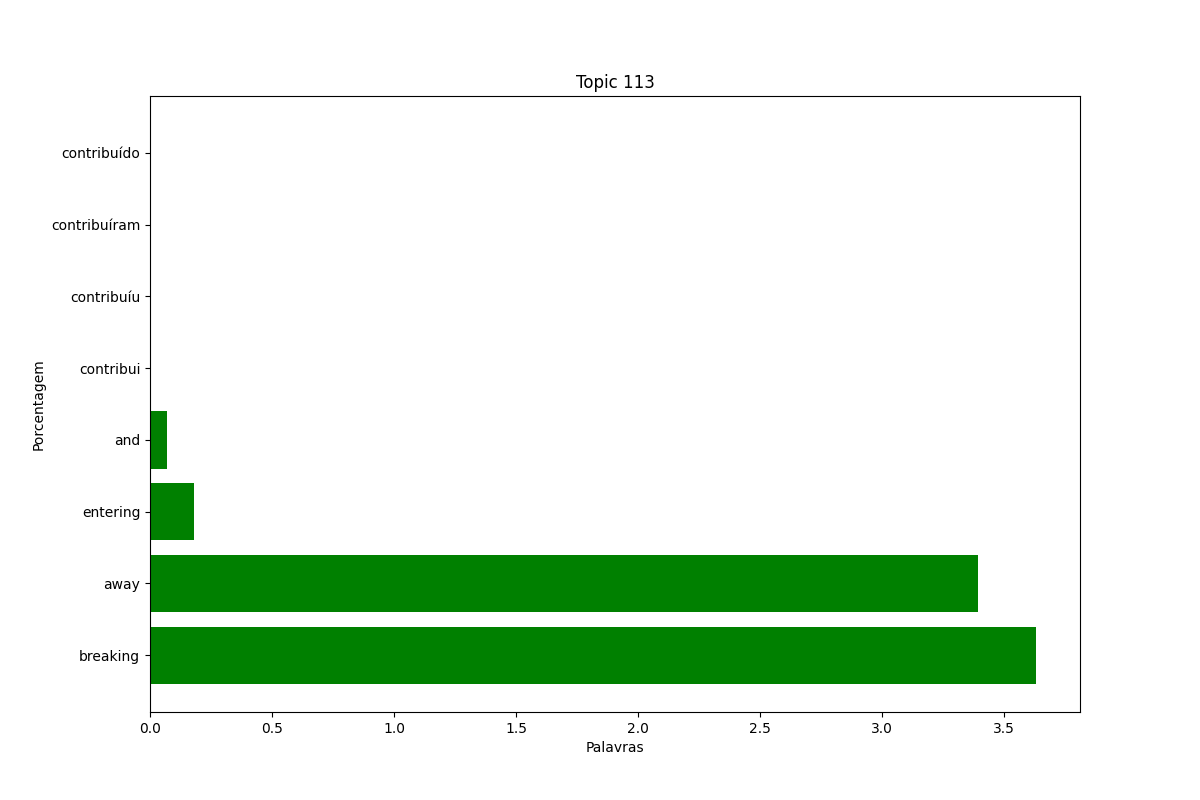 Topic 113
contribuído
contribuíram
contribuíu
contribui
and
entering
away
breaking
Porcentagem
0.0 0.5 1.0 1.5 2.0 2.5 3.0 3.5
Palavras